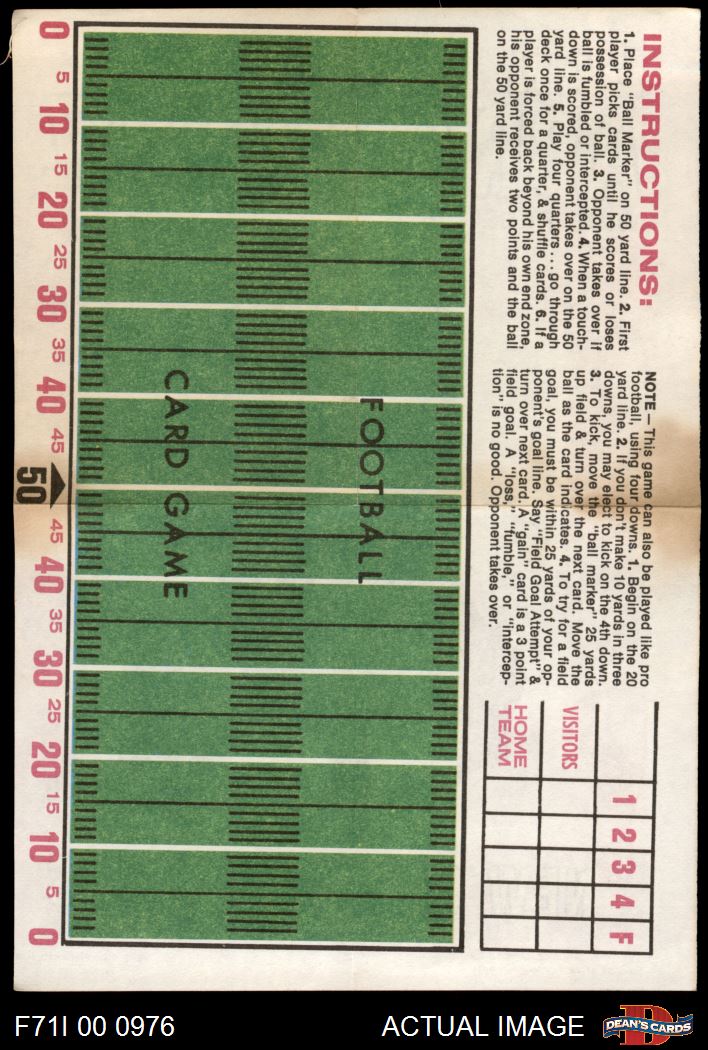 INSTRUCTIONS:
1. Place "Ball Marker" on 50 yard line. 2. First
player picks cards until he scores or loses
possession of ball. 3. Opponent takes over if
ball is fumbled or intercepted. 4. When a touch-
down is scored, opponent takes over on the 50
yard line. 5. Play four quarters... go through
deck once for a quarter, & shuffle cards. 6. If a
player is forced back beyond his own end zone,
his opponent receives two points and the ball
on the 50 yard line.
NOTE—This game can also be played like pro
football, using four downs. 1. Begin on the 20
yard line. 2. If you don't make 10 yards in three
downs, you may elect to kick on the 4th down.
3. To kick, move the "ball marker" 25 yards
up field & turn over the next card. Move the
ball as the card indicates. 4. To try for a field
goal, you must be within 25 yards of your op-
ponent's goal line. Say "Field Goal Attempt" &
turn over next card. A "gain" card is a 3 point
field goal. A "loss," "fumble," or "intercep-
tion" is no good. Opponent takes over.
1 2 3 4 F
VISITORS
HOME
TEAM
FOOTBALL
CARD GAME
0 5 10 15 20 25 30 35 40 45 50 45 40 35 30 25 20 15 10 5 0
F71I 00 0976
ACTUAL IMAGE
D
DEAN'S CARDS